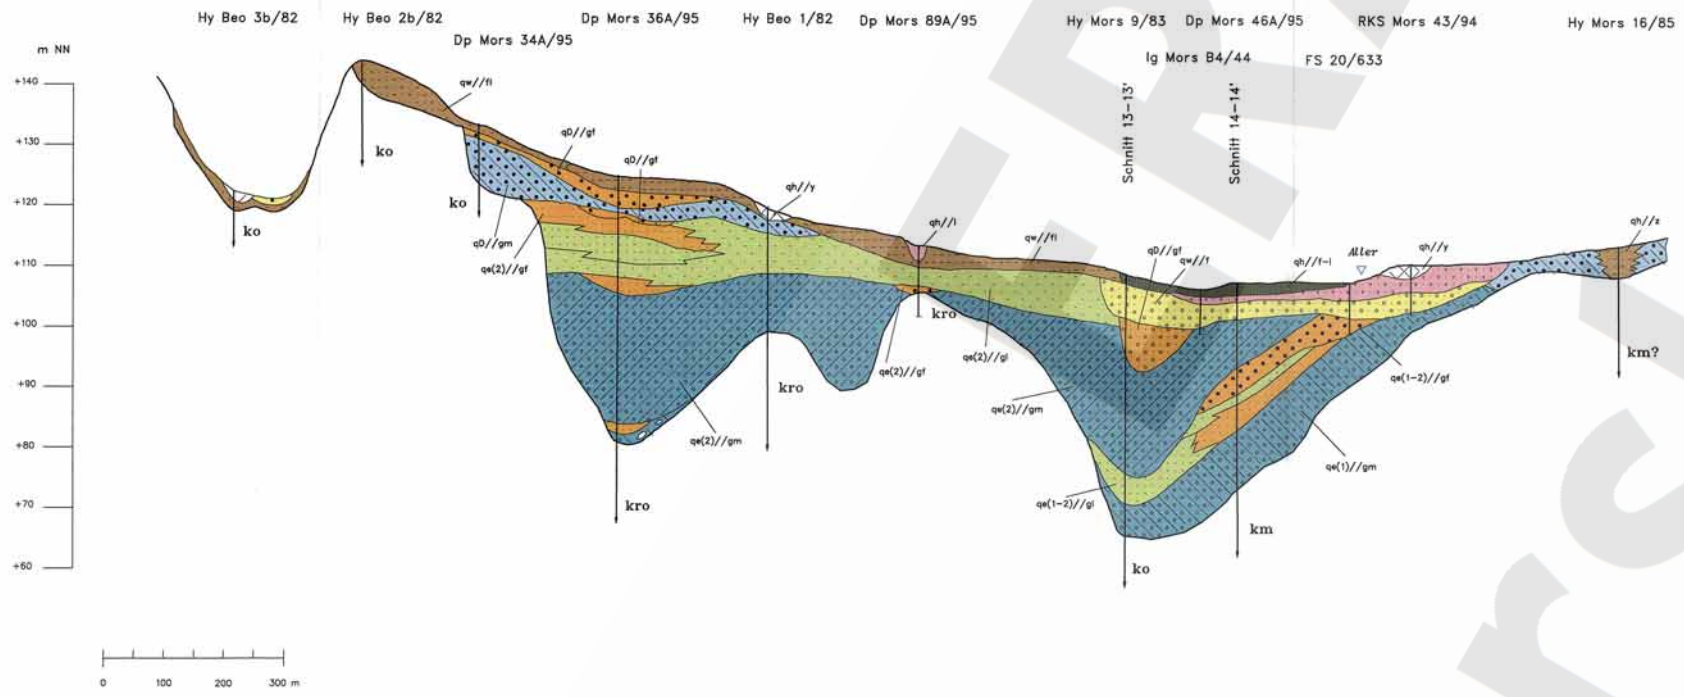 Hy Beo 3b/82
Hy Beo 2b/82
Dp Mors 36A/95
Hy Beo 1/82
Dp Mors 89A/95
Hy Mors 9/83
Dp Mors 46A/95
RKS Mors 43/94
Hy Mors 16/85
Dp Mors 34A/95
Ig Mors B4/44
FS 20/633
m NN
+140
+130
+120
+110
+100
+90
+80
+70
+60
Schnitt 13-13'
Schnitt 14-14'
qw//fl
qD//gf
qD//gf
qh//y
qD//gm
qe(2)//gf
qh//l
qw//fl
qD//gf
qw//f
qh//f-l
Aller
qh//y
qh//z
qe(2)//gl
qe(2)//gf
qe(2)//gm
qe(2)//gm
qe(1-2)//gf
qe(1)//gm
qe(1-2)//gl
ko
ko
ko
kro
kro
kro
ko
km
km?
0 100 200 300 m